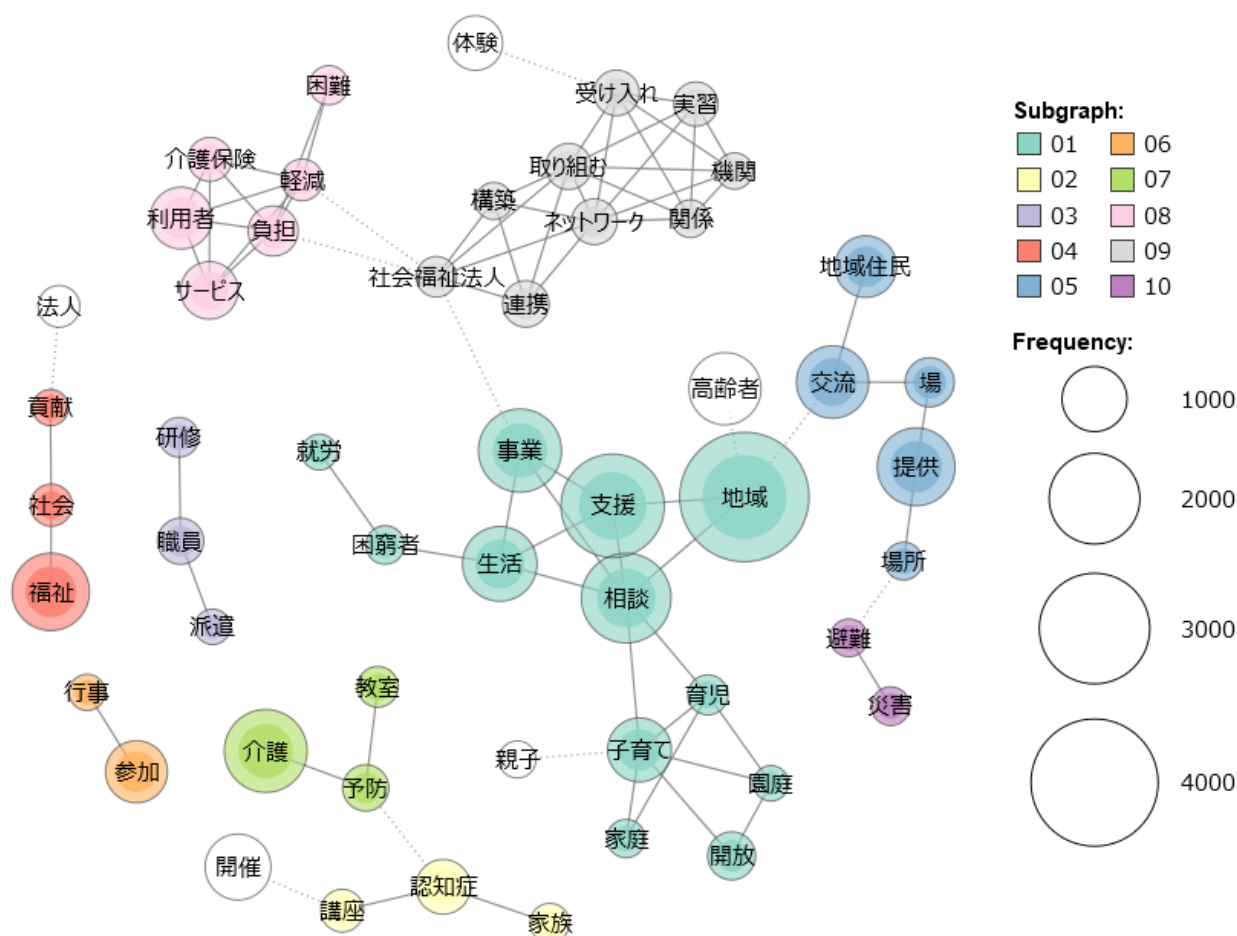 体験
困難
受け入れ
実習
介護保険
軽減
取り組む
機関
構築
利用者
負担
ネットワーク
関係
社会福祉法人
サービス
連携
法人
地域住民
高齢者
交流
場
貢献
研修
就労
事業
支援
地域
提供
社会
職員
困窮者
生活
場所
福祉
相談
派遣
避難
行事
教室
育児
災害
介護
参加
予防
親子
子育て
園庭
家庭
開放
開催
認知症
講座
家族
Subgraph:
01 06
02 07
03 08
04 09
05 10
Frequency:
1000
2000
3000
4000